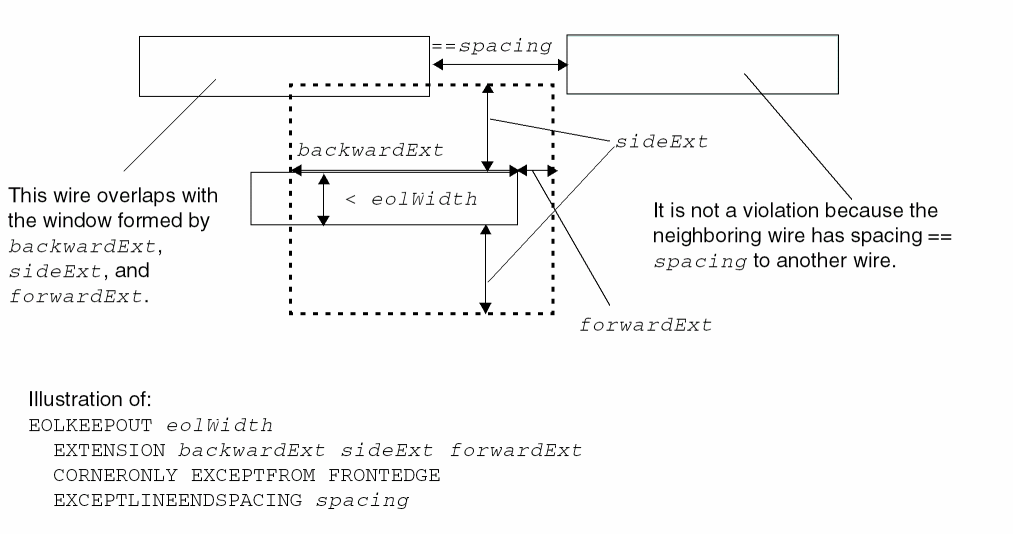 ==spacing
sideExt
backwardExt
< eolWidth
This wire overlaps with
the window formed by
backwardExt,
sideExt, and
forwardExt.
It is not a violation because the
neighboring wire has spacing ==
spacing to another wire.
forwardExt
Illustration of:
EOLKEEPOUT eolWidth
EXTENSION backwardExt sideExt forwardExt
CORNERONLY EXCEPTFROM FRONTEDGE
EXCEPTLINEENDSPACING spacing